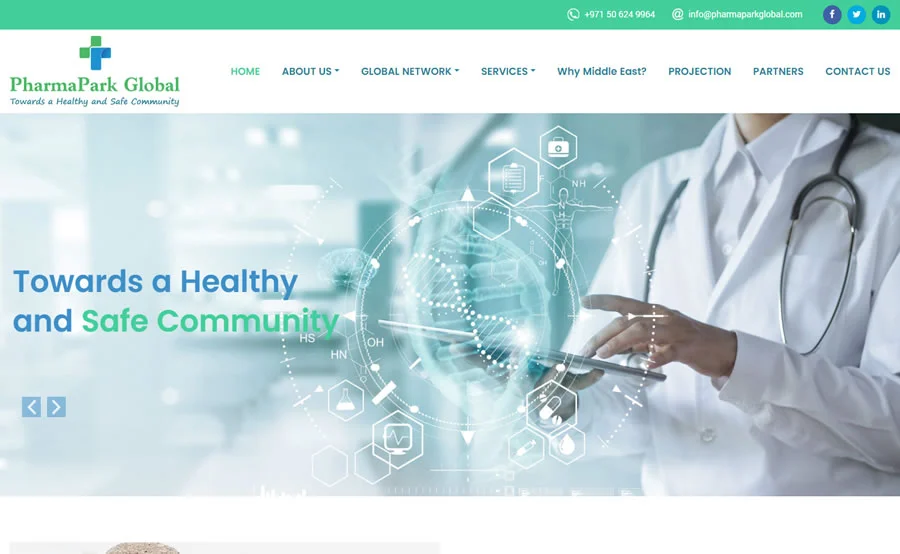 +971 50 624 9964 info@pharmaparkglobal.com
PharmaPark Global
Towards a Healthy and Safe Community
HOME ABOUT US GLOBAL NETWORK SERVICES Why Middle East? PROJECTION PARTNERS CONTACT US
NH
Towards a Healthy
and Safe Community
HS
HN
OH